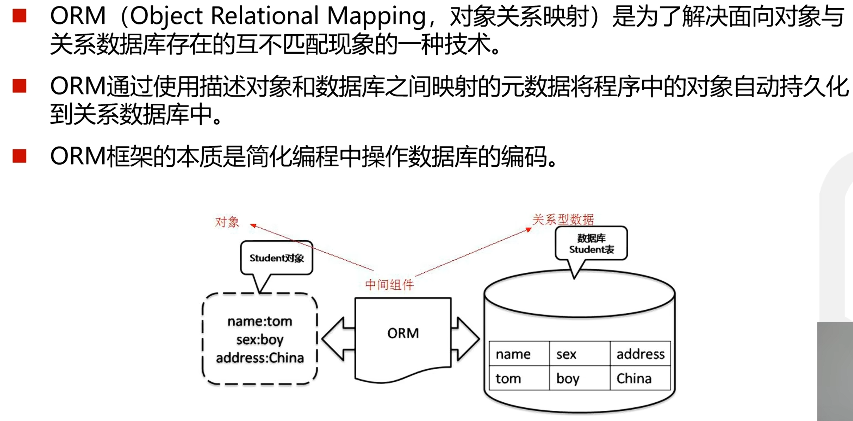 ORM（Object Relational Mapping，对象关系映射）是为了解决面向对象与
关系数据库存在的互不匹配现象的一种技术。
ORM通过使用描述对象和数据库之间映射的元数据将程序中的对象自动持久化
到关系数据库中。
ORM框架的本质是简化编程中操作数据库的编码。
对象
关系型数据
Student对象
数据库
Student表
中间组件
name:tom
sex:boy
address:China
ORM
name sex address
tom boy China